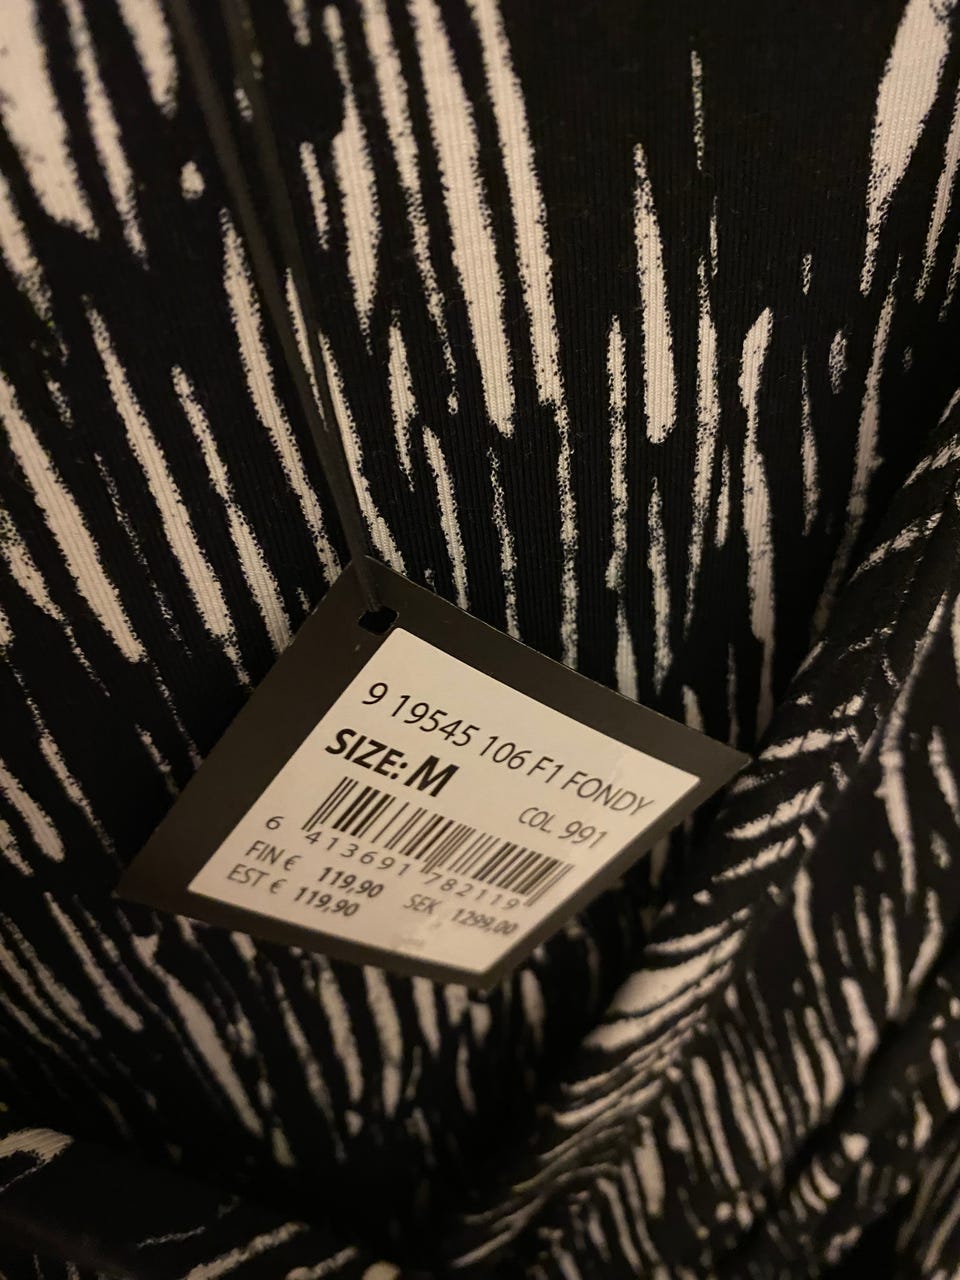 9 19545 106 F1 FONDY
SIZE: M
COL. 991
6 413691 782119
FIN € 119,90
EST € 119,90 SEK 1299,00